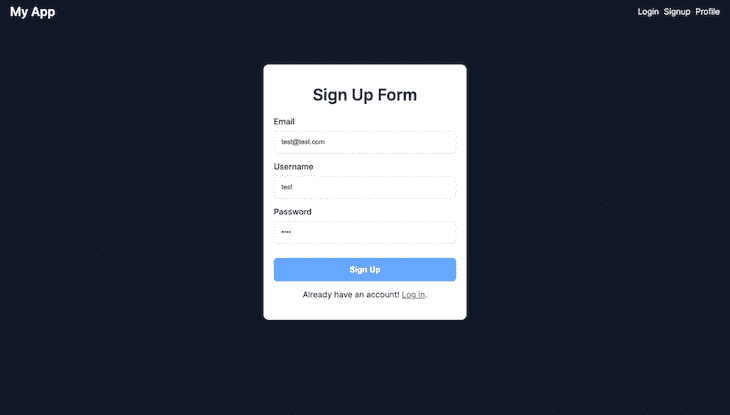 My App
Login Signup Profile
Sign Up Form
Email
test@test.com
Username
test
Password
••••
Sign Up
Already have an account! Log in.